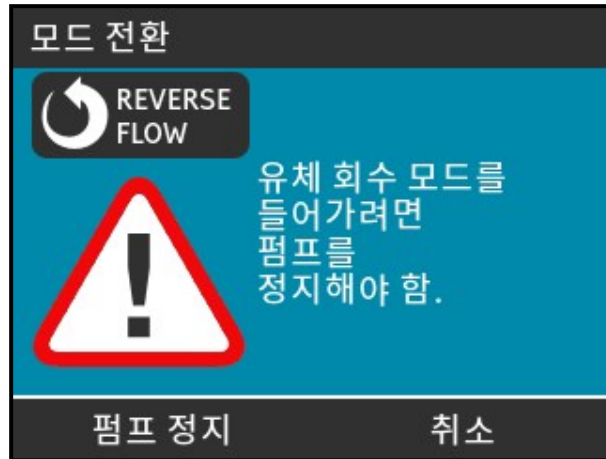 모드 전환
REVERSE
FLOW
유체 회수 모드를
들어가려면
펌프를
정지해야 함.
펌프 정지
취소